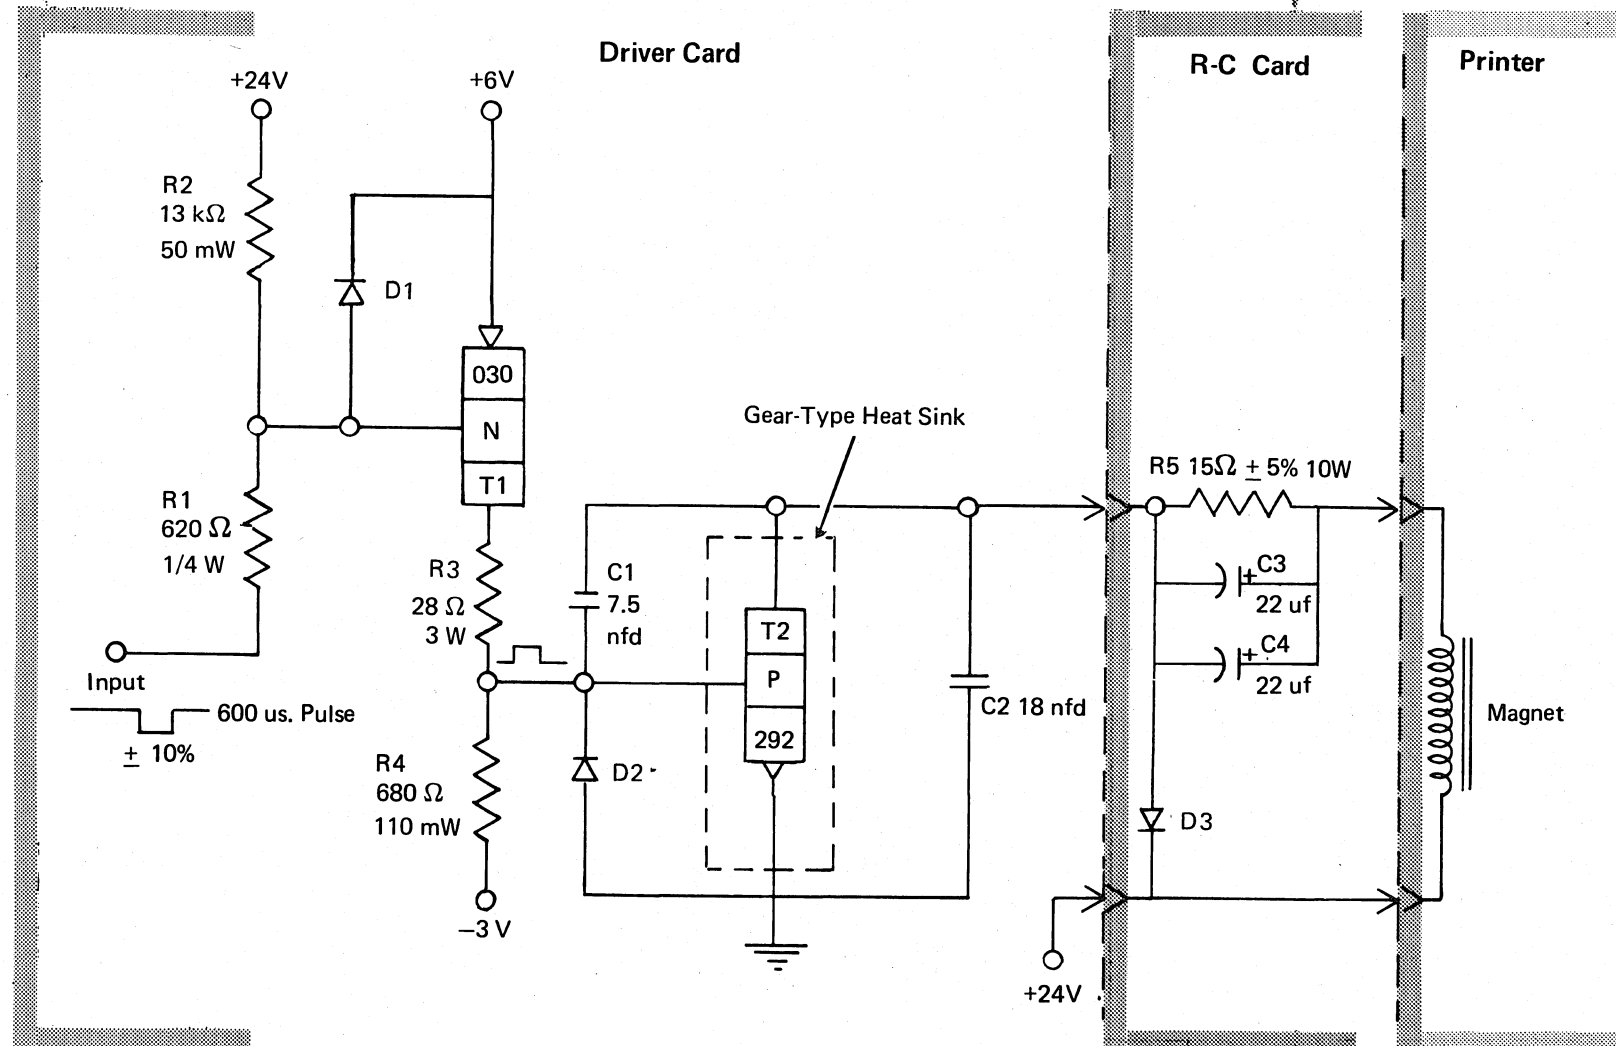 Driver Card
R-C Card
Printer
+24V
+6V
R2
13 kΩ
50 mW
D1
030
N
T1
Gear-Type Heat Sink
R5 15Ω ± 5% 10W
R1
620 Ω
1/4 W
R3
28 Ω
3 W
C1
7.5
nfd
T2
P
292
+C3
22 uf
+C4
22 uf
Input
600 us. Pulse
± 10%
C2 18 nfd
Magnet
R4
680 Ω
110 mW
D2
D3
−3 V
+24V